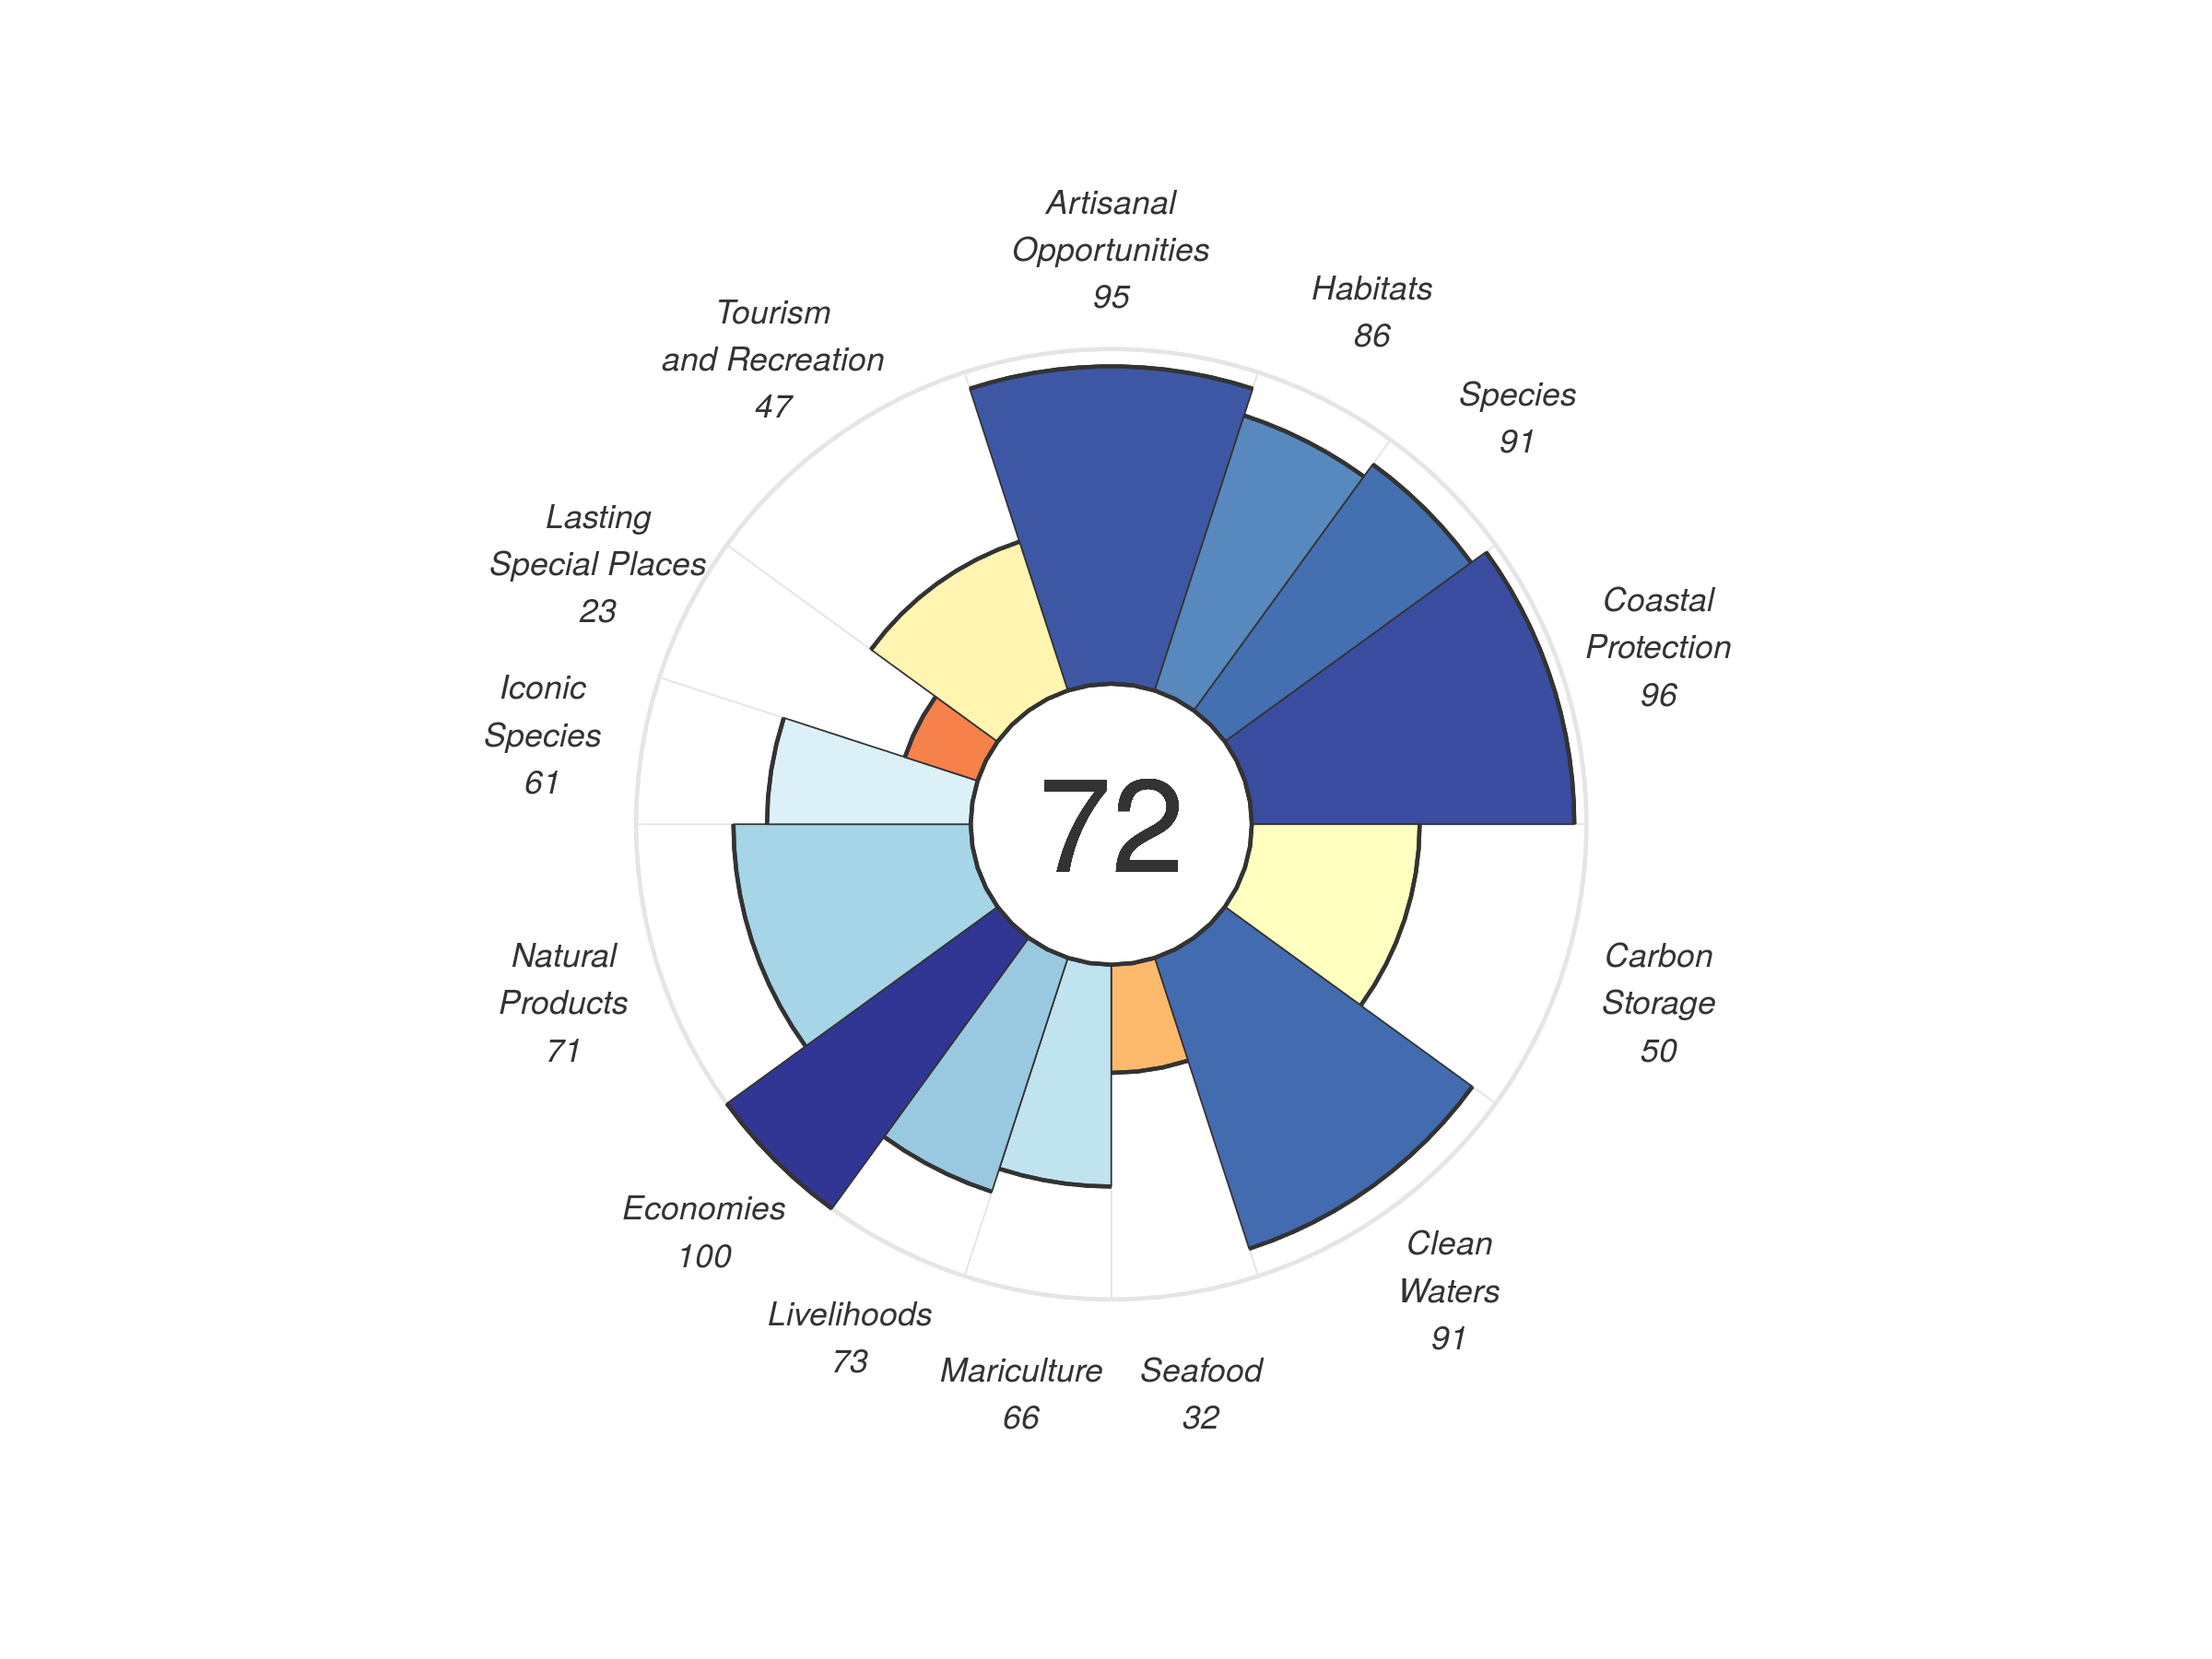 Artisanal
Opportunities
95
Habitats
86
Species
91
Coastal
Protection
96
Carbon
Storage
50
Clean
Waters
91
Seafood
32
Mariculture
66
Livelihoods
73
Economies
100
Natural
Products
71
Iconic
Species
61
Lasting
Special Places
23
Tourism
and Recreation
47
72